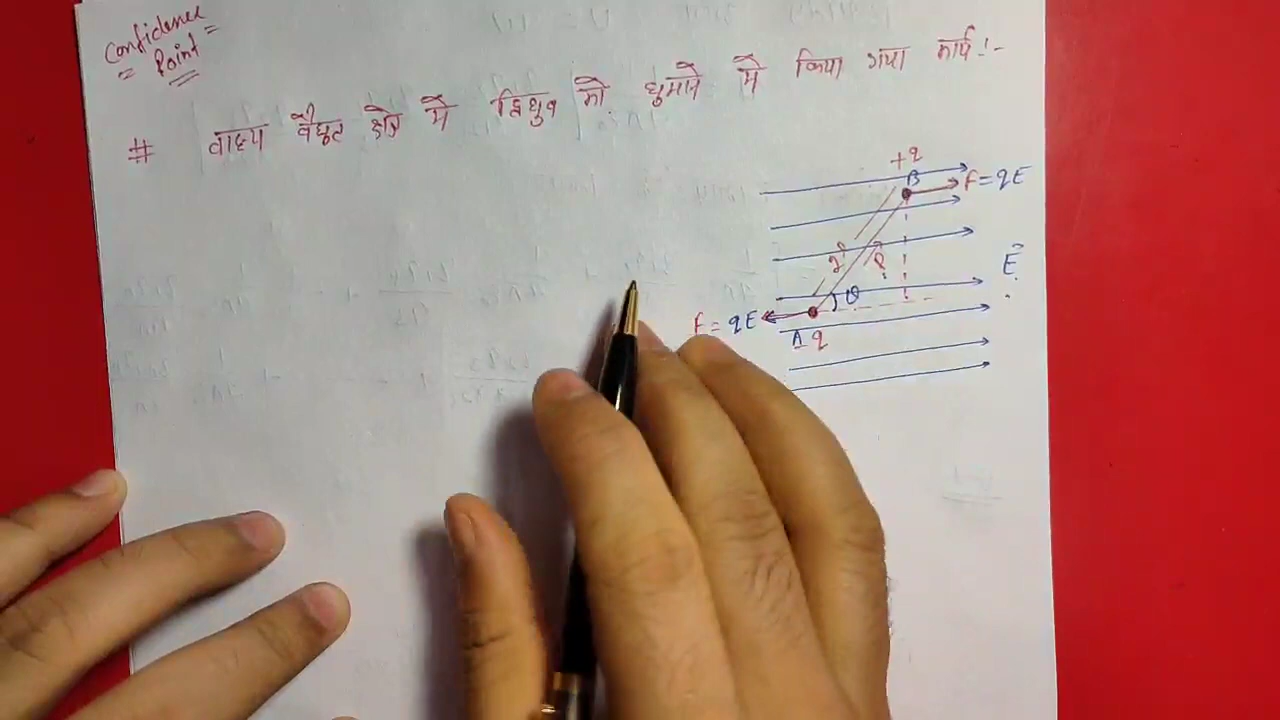 Confidence
Point
# वाह्य वैद्युत क्षेत्र में द्विध्रुव को घुमाने में किया गया कार्य :-
+q
B
F = qE
E
θ
F = qE
A q